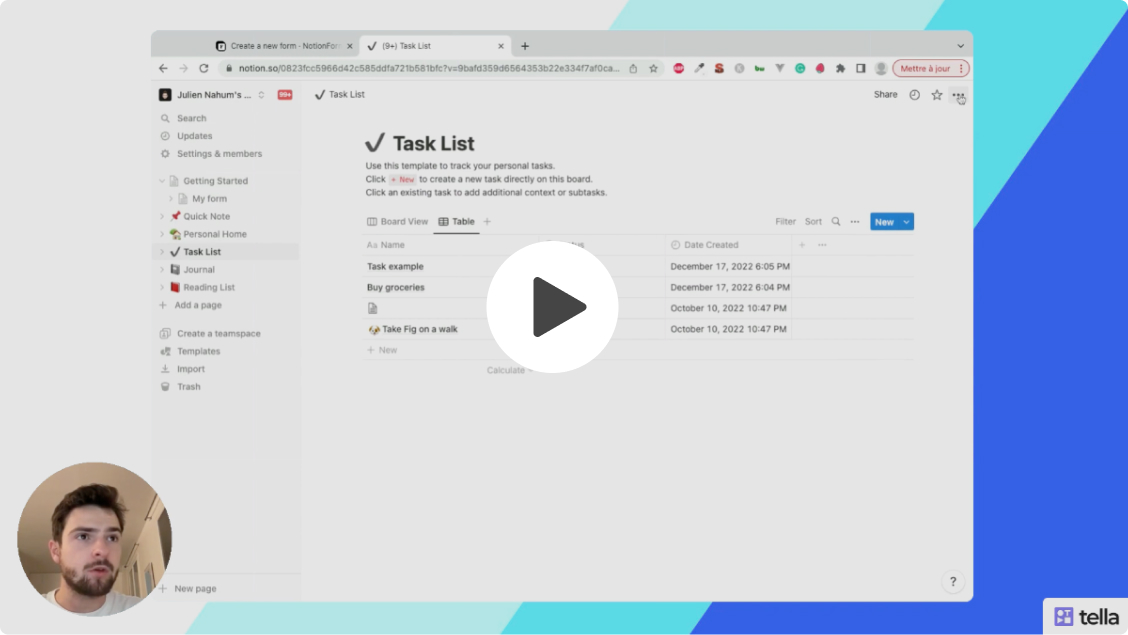 Create a new form - NotionFor
(9+) Task List
notion.so/0823fcc5966d42c585ddfa721b581bfc?v=9bafd359d6564353b22e334f7af0ca...
Mettre à jour
Julien Nahum's ...
99+
Task List
Share
Search
Updates
Settings & members
Getting Started
My form
Quick Note
Personal Home
Task List
Journal
Reading List
Add a page
Create a teamspace
Templates
Import
Trash
New page
Task List
Use this template to track your personal tasks.
Click + New to create a new task directly on this board.
Click an existing task to add additional context or subtasks.
Board View
Table
Filter
Sort
New
Aa Name
Date Created
Task example
December 17, 2022 6:05 PM
Buy groceries
December 17, 2022 6:04 PM
October 10, 2022 10:47 PM
Take Fig on a walk
October 10, 2022 10:47 PM
+ New
Calculate
?
tella